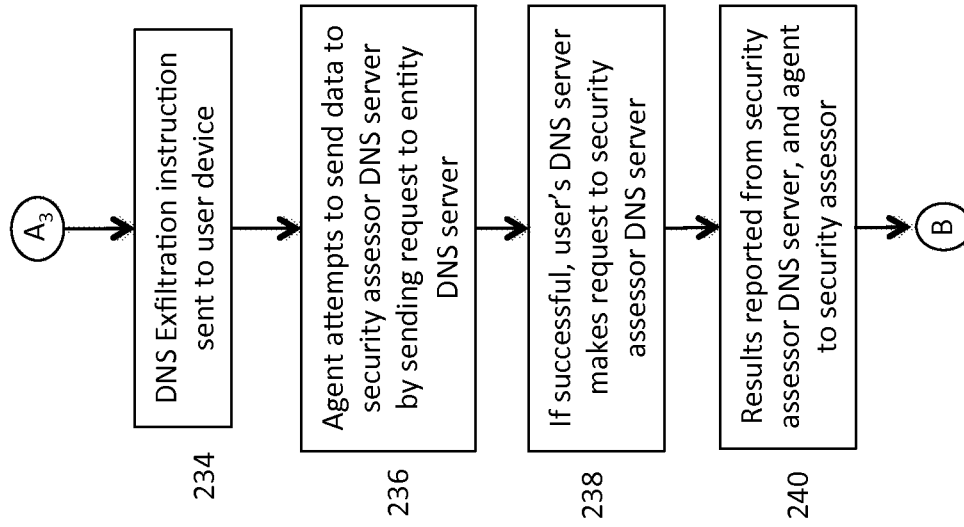 A₃
234
DNS Exfiltration instruction
sent to user device
236
Agent attempts to send data to
security assessor DNS server
by sending request to entity
DNS server
238
If successful, user's DNS server
makes request to security
assessor DNS server
240
Results reported from security
assessor DNS server, and agent
to security assessor
B